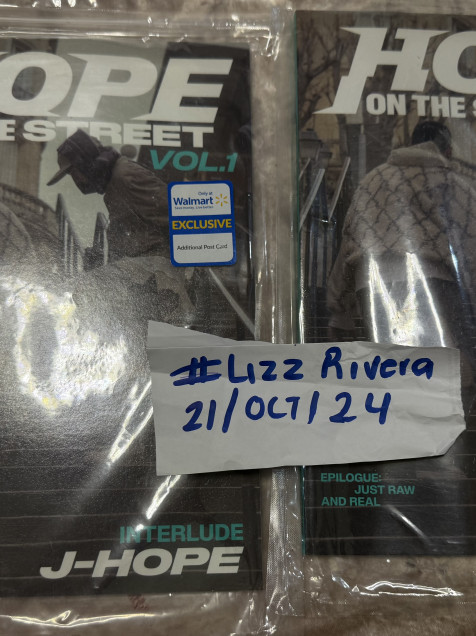 OPE
E STREET
VOL.1
Only at
Walmart
EXCLUSIVE
Additional Post Card
HO
ON THE S
#Lizz Rivera
21/OCT/24
EPILOGUE:
JUST RAW
AND REAL
INTERLUDE
J-HOPE